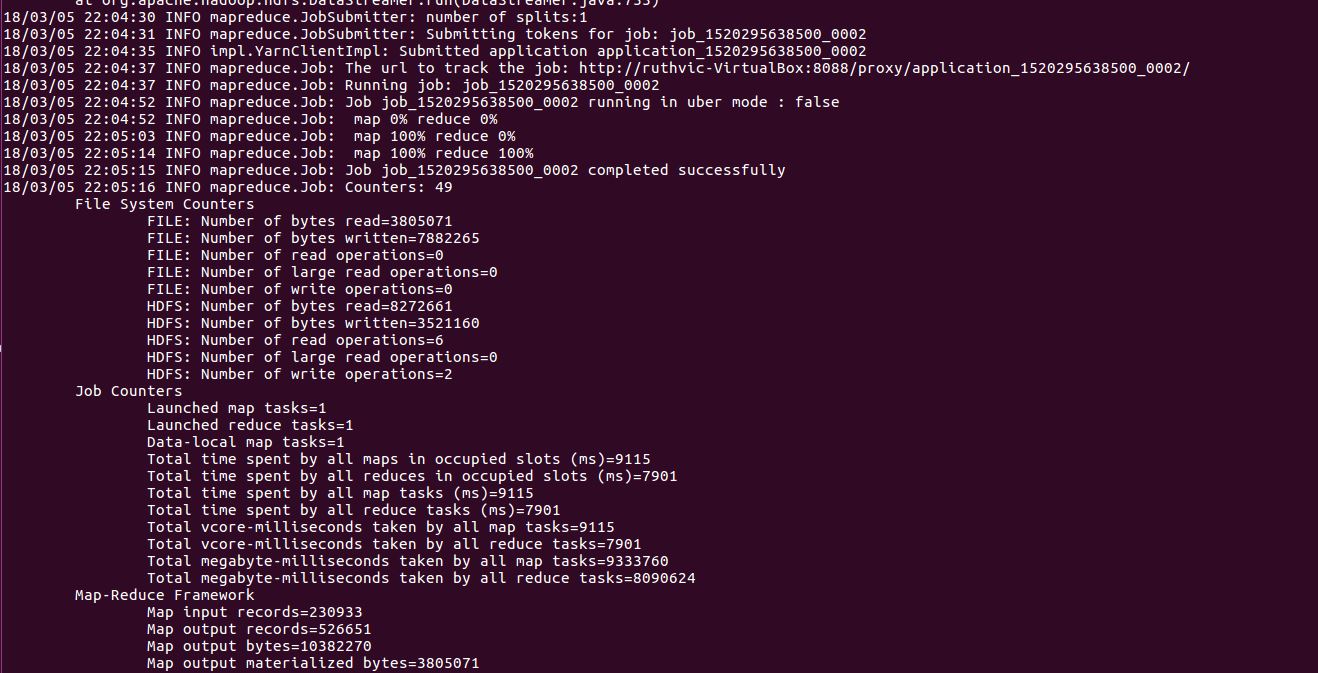 at org.apache.hadoop.hdfs.DataStreamer.run(DataStreamer.java:755)
18/03/05 22:04:30 INFO mapreduce.JobSubmitter: number of splits:1
18/03/05 22:04:31 INFO mapreduce.JobSubmitter: Submitting tokens for job: job_1520295638500_0002
18/03/05 22:04:35 INFO impl.YarnClientImpl: Submitted application application_1520295638500_0002
18/03/05 22:04:37 INFO mapreduce.Job: The url to track the job: http://ruthvic-VirtualBox:8088/proxy/application_1520295638500_0002/
18/03/05 22:04:37 INFO mapreduce.Job: Running job: job_1520295638500_0002
18/03/05 22:04:52 INFO mapreduce.Job: Job job_1520295638500_0002 running in uber mode : false
18/03/05 22:04:52 INFO mapreduce.Job:  map 0% reduce 0%
18/03/05 22:05:03 INFO mapreduce.Job:  map 100% reduce 0%
18/03/05 22:05:14 INFO mapreduce.Job:  map 100% reduce 100%
18/03/05 22:05:15 INFO mapreduce.Job: Job job_1520295638500_0002 completed successfully
18/03/05 22:05:16 INFO mapreduce.Job: Counters: 49
File System Counters
FILE: Number of bytes read=3805071
FILE: Number of bytes written=7882265
FILE: Number of read operations=0
FILE: Number of large read operations=0
FILE: Number of write operations=0
HDFS: Number of bytes read=8272661
HDFS: Number of bytes written=3521160
HDFS: Number of read operations=6
HDFS: Number of large read operations=0
HDFS: Number of write operations=2
Job Counters
Launched map tasks=1
Launched reduce tasks=1
Data-local map tasks=1
Total time spent by all maps in occupied slots (ms)=9115
Total time spent by all reduces in occupied slots (ms)=7901
Total time spent by all map tasks (ms)=9115
Total time spent by all reduce tasks (ms)=7901
Total vcore-milliseconds taken by all map tasks=9115
Total vcore-milliseconds taken by all reduce tasks=7901
Total megabyte-milliseconds taken by all map tasks=9333760
Total megabyte-milliseconds taken by all reduce tasks=8090624
Map-Reduce Framework
Map input records=230933
Map output records=526651
Map output bytes=10382270
Map output materialized bytes=3805071